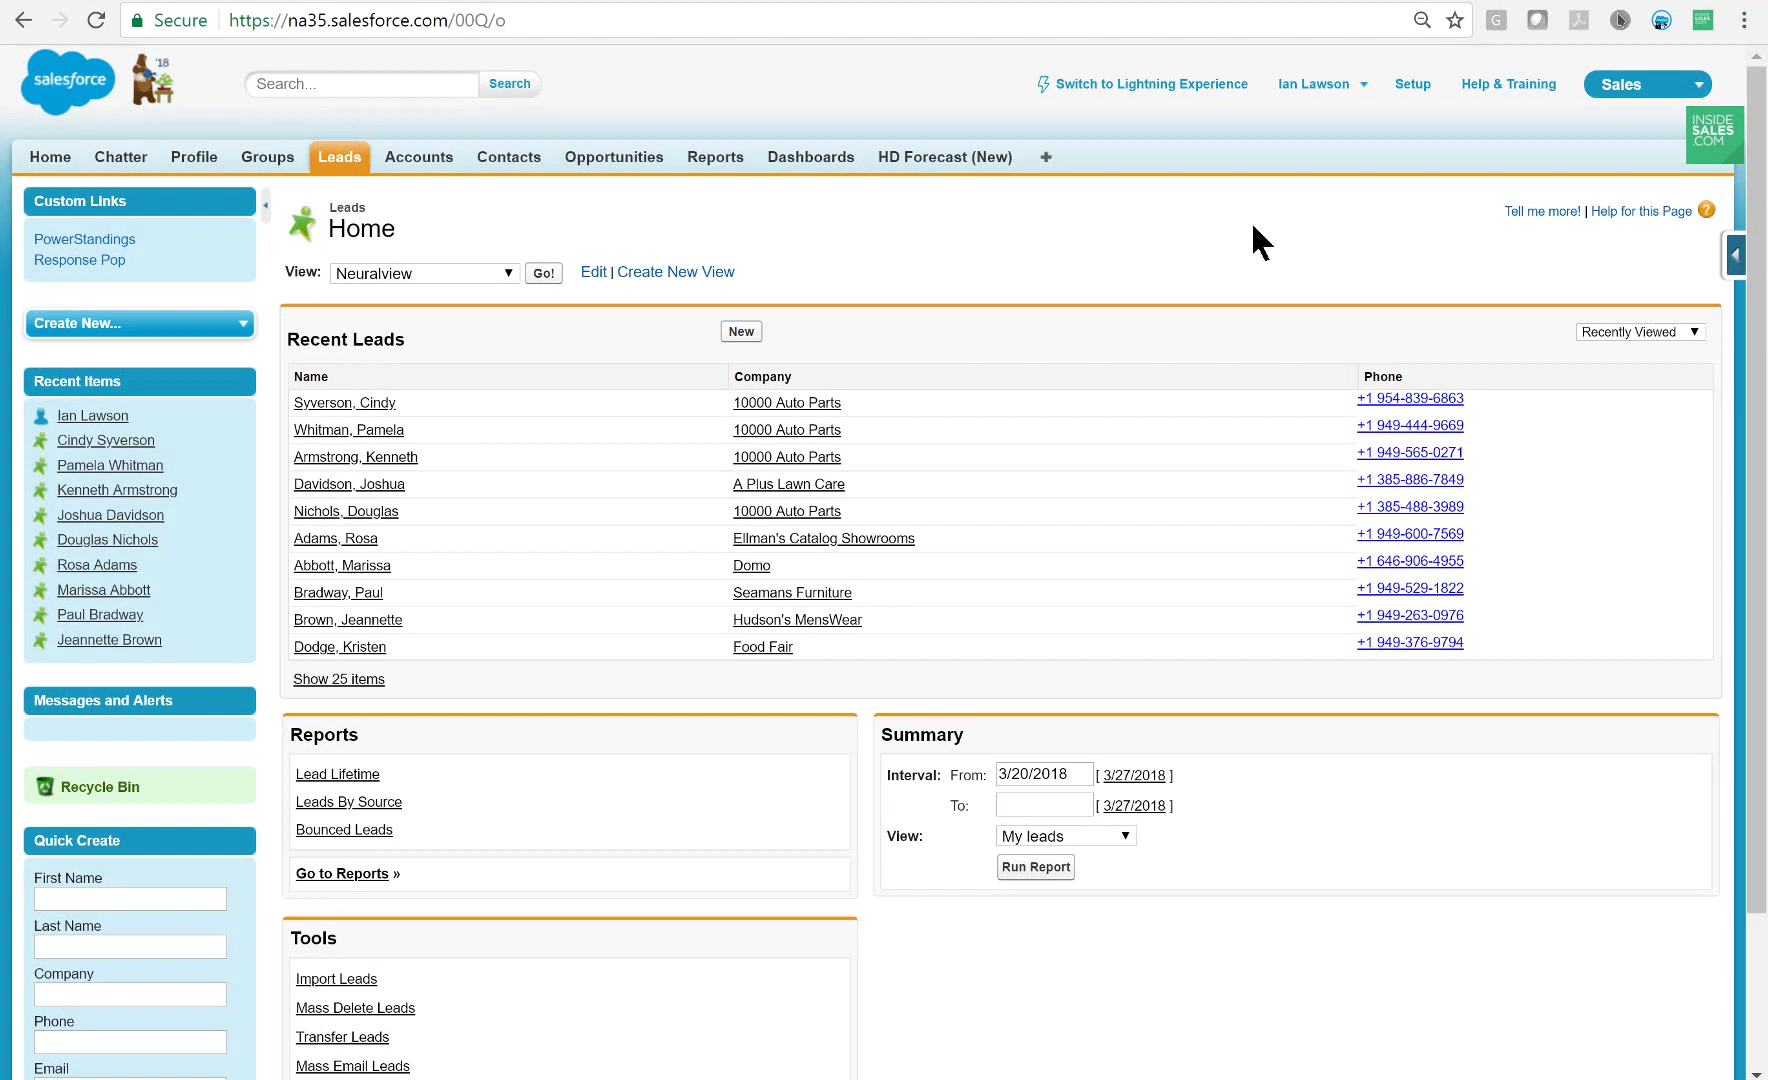 Secure https://na35.salesforce.com/00Q/o
G
salesforce
'18
Search...
Search
Switch to Lightning Experience
Ian Lawson
Setup
Help & Training
Sales
INSIDE
SALES
.COM
Home Chatter Profile Groups Leads Accounts Contacts Opportunities Reports Dashboards HD Forecast (New) +
Custom Links
PowerStandings
Response Pop
Create New...
Recent Items
Ian Lawson
Cindy Syverson
Pamela Whitman
Kenneth Armstrong
Joshua Davidson
Douglas Nichols
Rosa Adams
Marissa Abbott
Paul Bradway
Jeannette Brown
Messages and Alerts
Recycle Bin
Quick Create
First Name
Last Name
Company
Phone
Email
Leads
Home
Tell me more! | Help for this Page ?
View: Neuralview Go! Edit | Create New View
Recent Leads New Recently Viewed
Name Company Phone
Syverson, Cindy 10000 Auto Parts +1 954-839-6863
Whitman, Pamela 10000 Auto Parts +1 949-444-9669
Armstrong, Kenneth 10000 Auto Parts +1 949-565-0271
Davidson, Joshua A Plus Lawn Care +1 385-886-7849
Nichols, Douglas 10000 Auto Parts +1 385-488-3989
Adams, Rosa Ellman's Catalog Showrooms +1 949-600-7569
Abbott, Marissa Domo +1 646-906-4955
Bradway, Paul Seamans Furniture +1 949-529-1822
Brown, Jeannette Hudson's MensWear +1 949-263-0976
Dodge, Kristen Food Fair +1 949-376-9794
Show 25 items
Reports
Lead Lifetime
Leads By Source
Bounced Leads
Go to Reports »
Summary
Interval: From: 3/20/2018 [ 3/27/2018 ]
To: [ 3/27/2018 ]
View: My leads
Run Report
Tools
Import Leads
Mass Delete Leads
Transfer Leads
Mass Email Leads